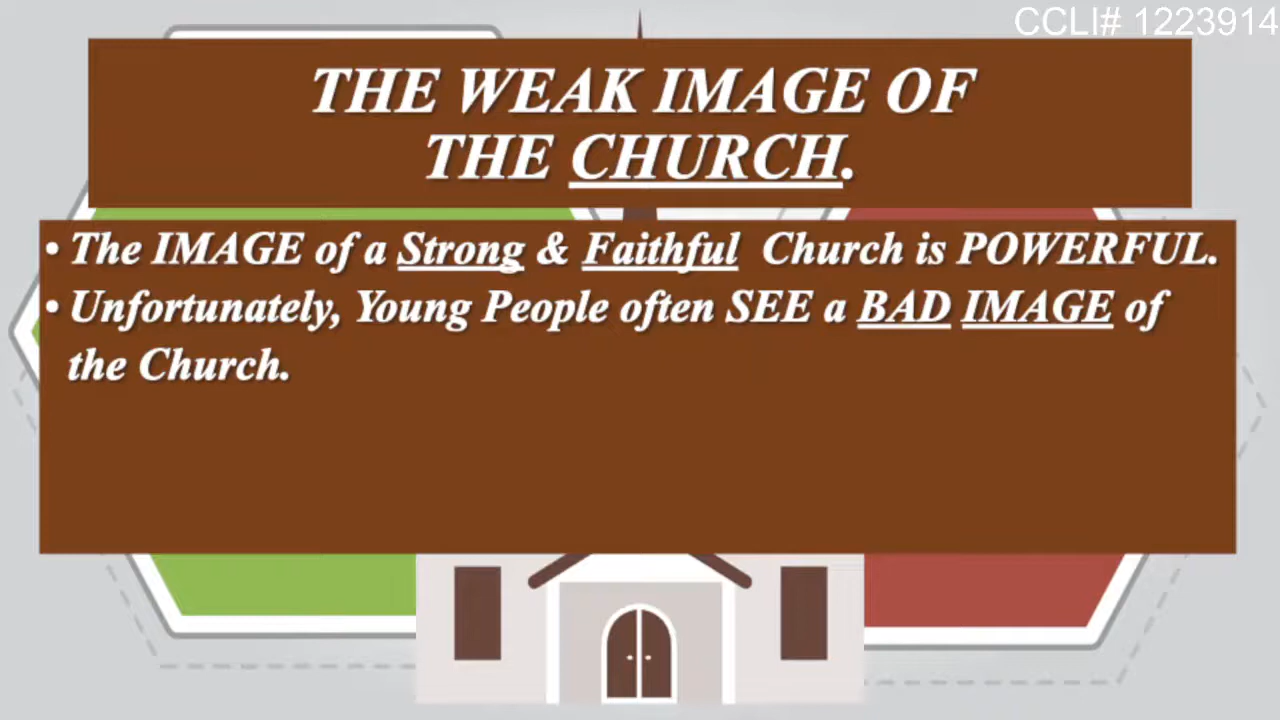 CCLI# 1223914
THE WEAK IMAGE OF
THE CHURCH.
• The IMAGE of a Strong & Faithful Church is POWERFUL.
• Unfortunately, Young People often SEE a BAD IMAGE of
the Church.